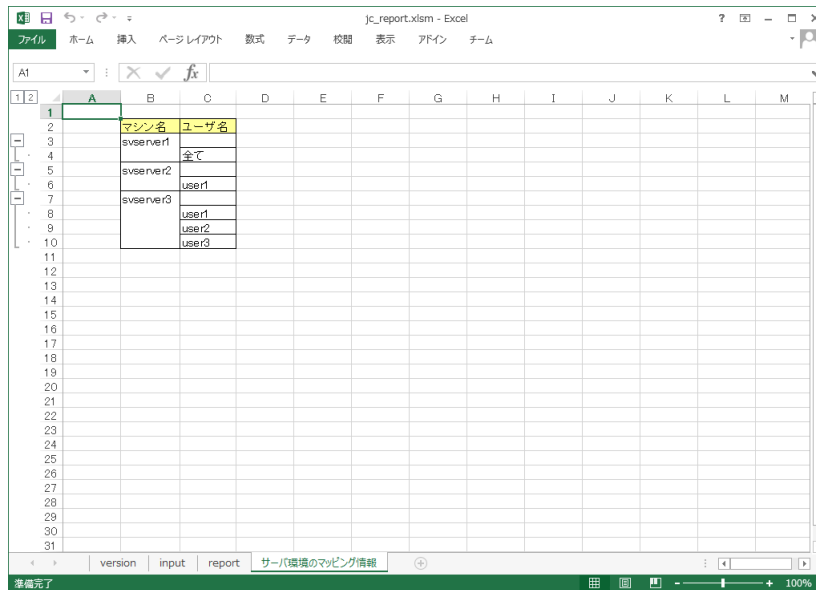 jc_report.xlsm - Excel
ファイル ホーム 挿入 ページ レイアウト 数式 データ 校閲 表示 アドイン チーム
A1 fx
1 2 A B C D E F G H I J K L M
1
2 マシン名 ユーザ名
3 svserver1
4 全て
5 svserver2
6 user1
7 svserver3
8 user1
9 user2
10 user3
11
12
13
14
15
16
17
18
19
20
21
22
23
24
25
26
27
28
29
30
31
version input report サーバ環境のマッピング情報
準備完了 100%